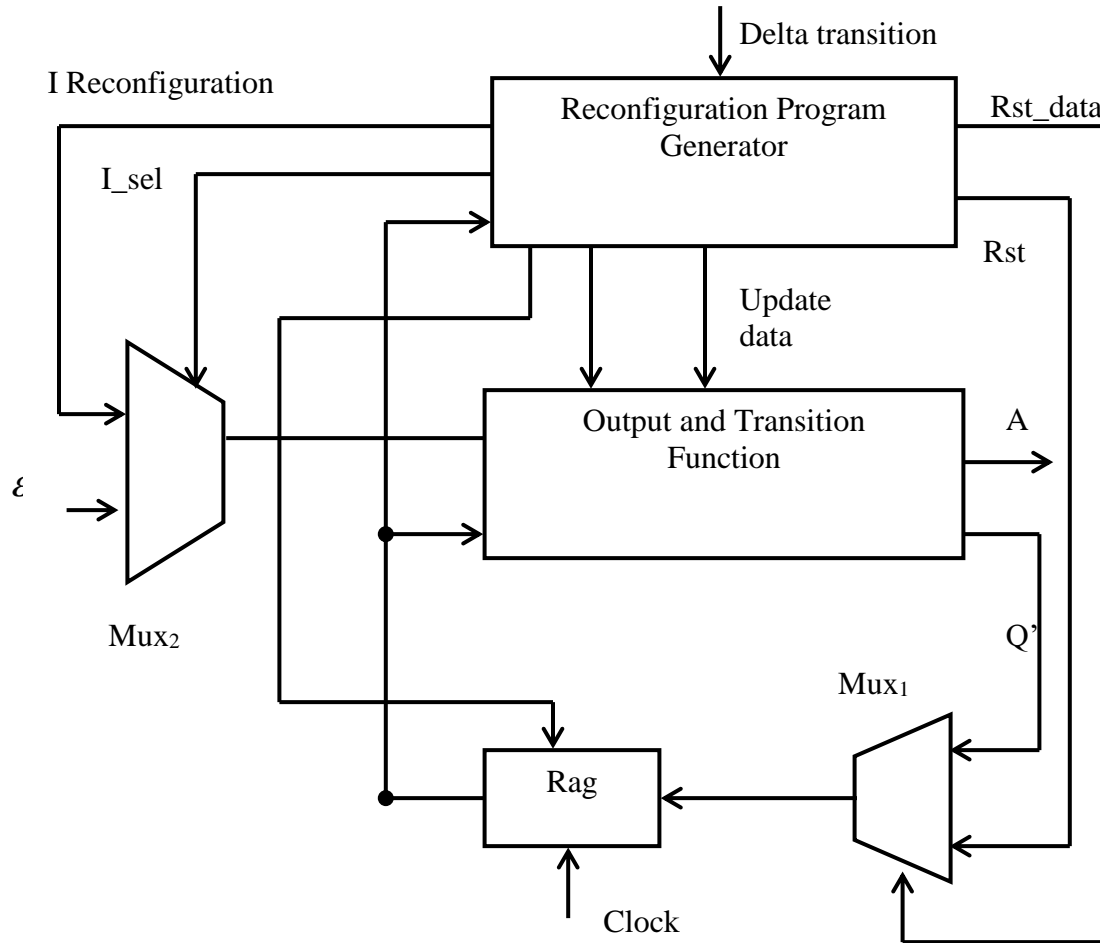 Delta transition
I Reconfiguration
Reconfiguration Program
Generator
Rst_data
I_sel
Rst
Update
data
Output and Transition
Function
A
ε
Mux₂
Q’
Mux₁
Rag
Clock